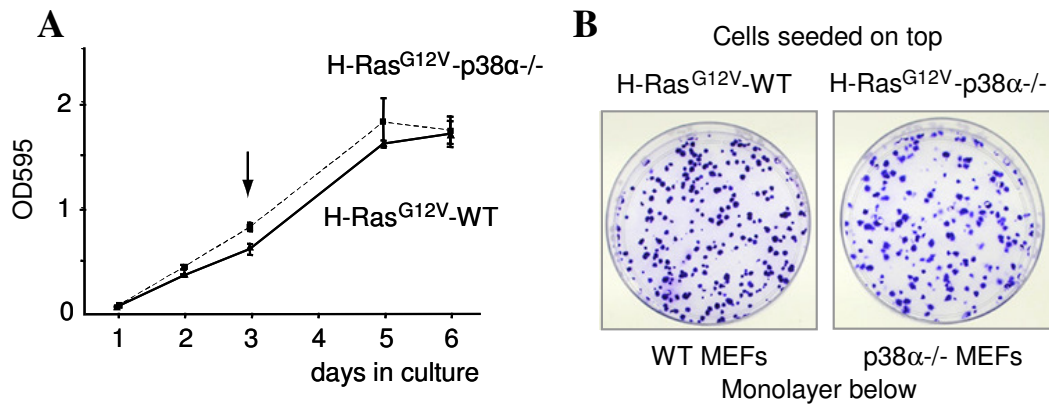 A
H-Ras^G12V-p38α-/-
2
OD595
1
H-Ras^G12V-WT
0
1 2 3 4 5 6
days in culture
B
Cells seeded on top
H-Ras^G12V-WT H-Ras^G12V-p38α-/-
WT MEFs p38α-/- MEFs
Monolayer below